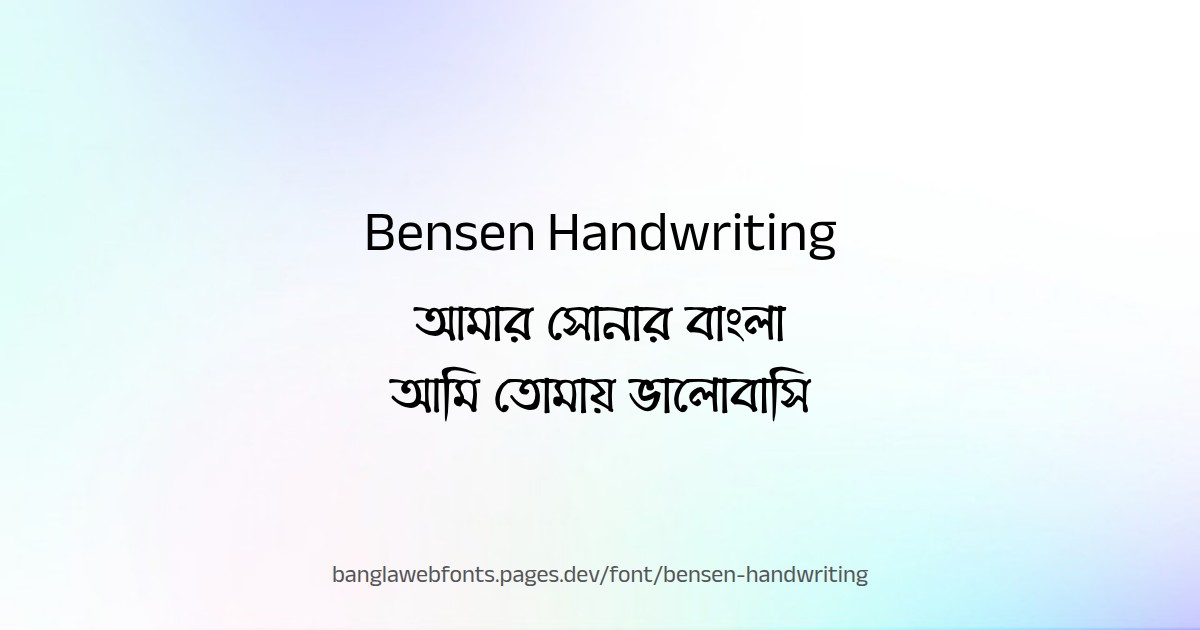 Bensen Handwriting
আমার সোনার বাংলা
আমি তোমায় ভালোবাসি
banglawebfonts.pages.dev/font/bensen-handwriting